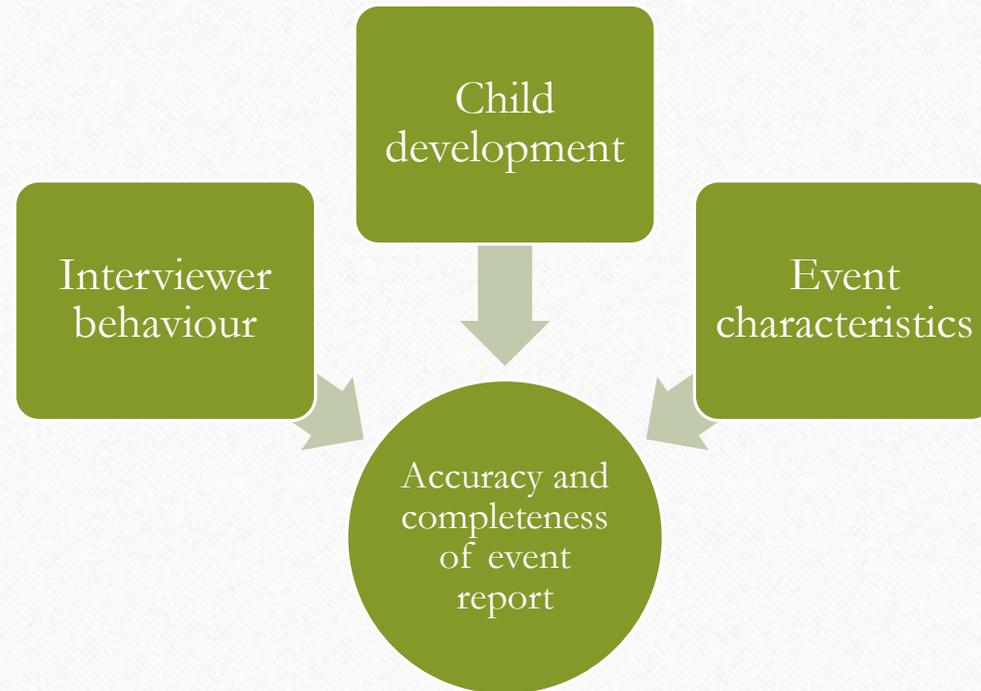 Child
development
Interviewer
behaviour
Event
characteristics
Accuracy and
completeness
of event
report